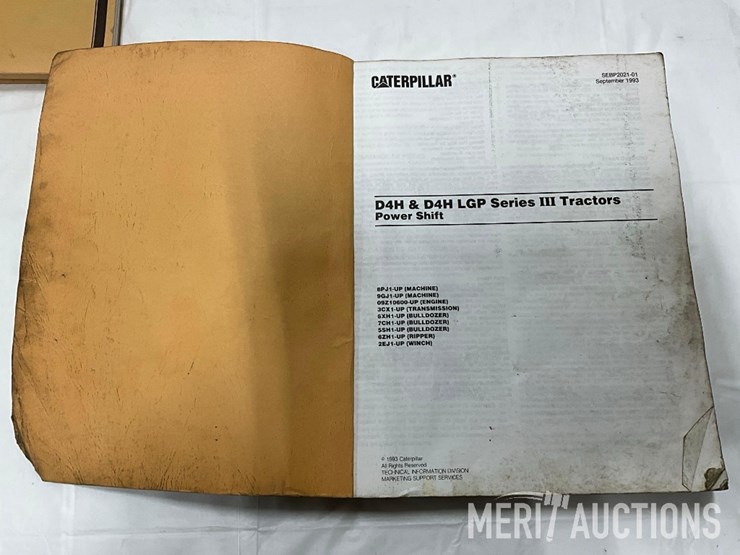 CATERPILLAR®
SEBP2021-01
September 1993
D4H & D4H LGP Series III Tractors
Power Shift
8PJ1-UP (MACHINE)
9GJ1-UP (MACHINE)
09Z10600-UP (ENGINE)
3CX1-UP (TRANSMISSION)
6XH1-UP (BULLDOZER)
7CH1-UP (BULLDOZER)
5SH1-UP (BULLDOZER)
6ZH1-UP (RIPPER)
2EJ1-UP (WINCH)
© 1993 Caterpillar
All Rights Reserved
TECHNICAL INFORMATION DIVISION
MARKETING SUPPORT SERVICES
MERIT AUCTIONS